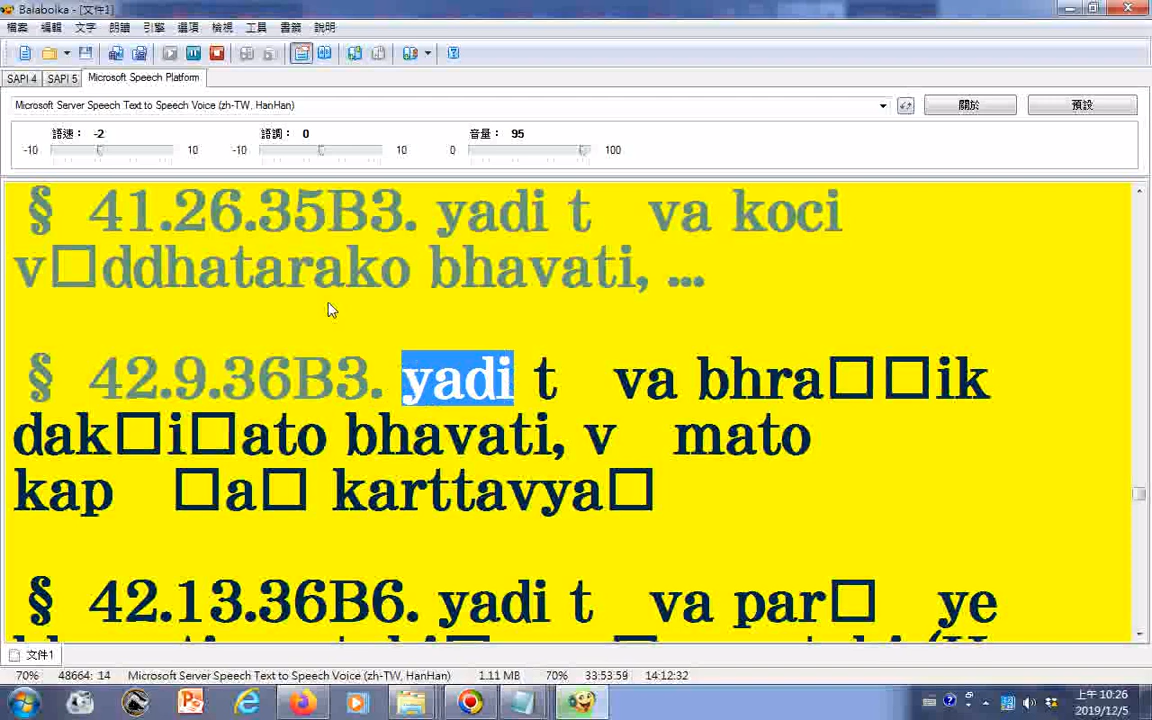 Balabolka - [文件1]
檔案 編輯 文字 朗讀 引擎 選項 檢視 工具 書籤 說明
SAPI 4 SAPI 5 Microsoft Speech Platform
Microsoft Server Speech Text to Speech Voice (zh-TW, HanHan) 關於 預設
語速： -2 語調： 0 音量： 95
-10 10 -10 10 0 100
§ 41.26.35B3. yadi t va koci
v□ddhatarako bhavati, ...
§ 42.9.36B3. yadi t va bhra□□ik
dak□i□ato bhavati, v mato
kap □a□ karttavya□
§ 42.13.36B6. yadi t va par□ ye
文件1
70% 48664: 14 Microsoft Server Speech Text to Speech Voice (zh-TW, HanHan) 1.11 MB 70% 33:53:59 14:12:32
上午 10:26
2019/12/5